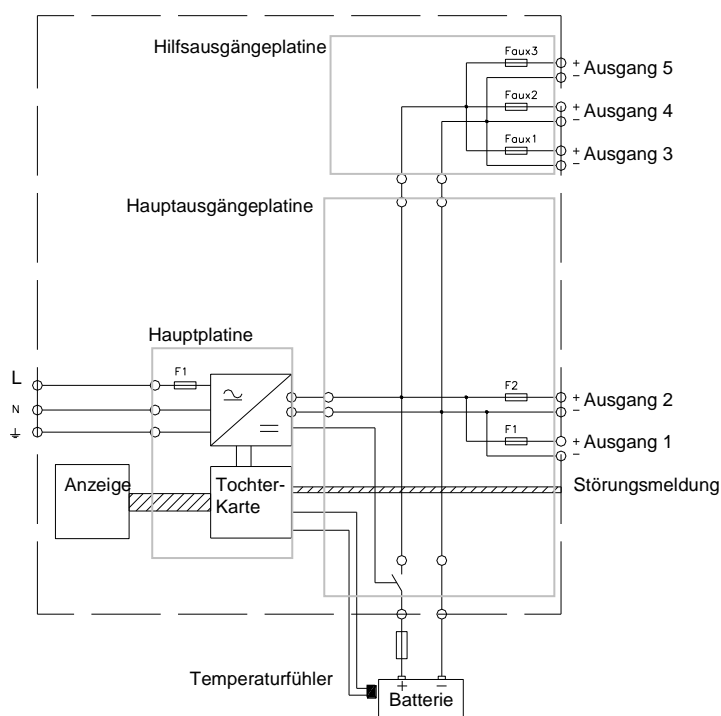 Hilfsausgängeplatine
Faux3
+ Ausgang 5
−
Faux2
+ Ausgang 4
−
Faux1
+ Ausgang 3
−
Hauptausgängeplatine
Hauptplatine
L
F1
N
F2
+ Ausgang 2
−
F1
+ Ausgang 1
−
Anzeige
Tochter-
Karte
Störungsmeldung
Temperaturfühler
+ −
Batterie